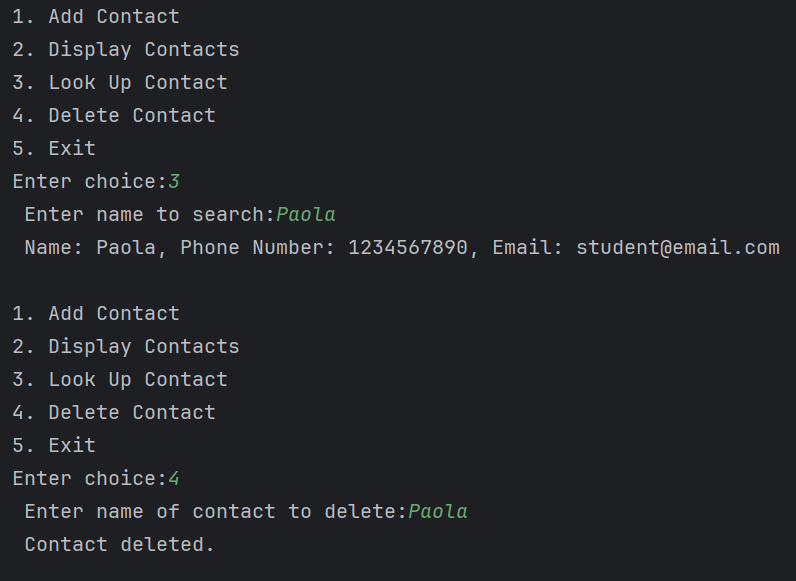 1. Add Contact
2. Display Contacts
3. Look Up Contact
4. Delete Contact
5. Exit
Enter choice:3
 Enter name to search:Paola
 Name: Paola, Phone Number: 1234567890, Email: student@email.com

1. Add Contact
2. Display Contacts
3. Look Up Contact
4. Delete Contact
5. Exit
Enter choice:4
 Enter name of contact to delete:Paola
 Contact deleted.